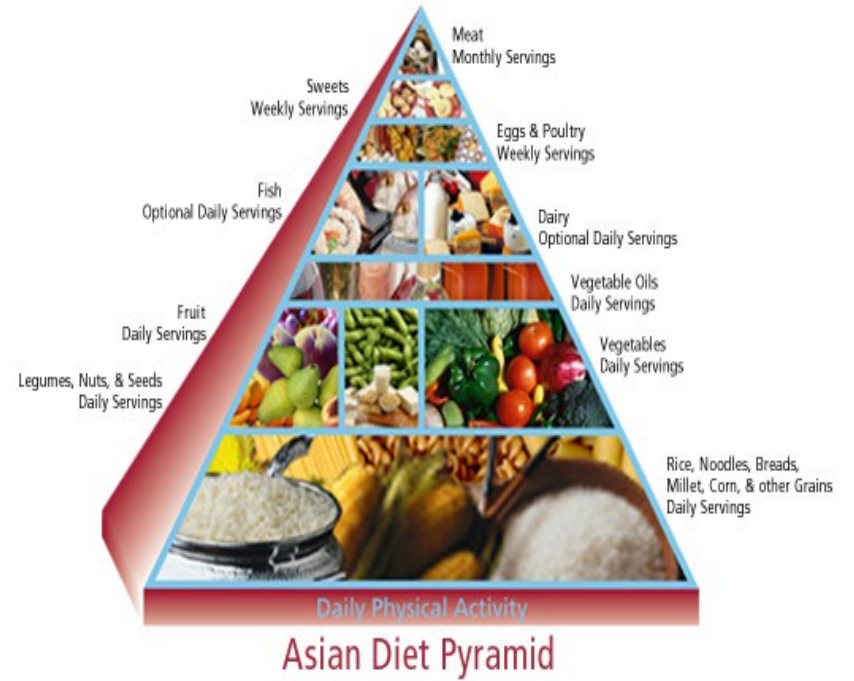 Meat
Monthly Servings
Sweets
Weekly Servings
Eggs & Poultry
Weekly Servings
Fish
Optional Daily Servings
Dairy
Optional Daily Servings
Vegetable Oils
Daily Servings
Fruit
Daily Servings
Vegetables
Daily Servings
Legumes, Nuts, & Seeds
Daily Servings
Rice, Noodles, Breads,
Millet, Corn, & other Grains
Daily Servings
Daily Physical Activity
Asian Diet Pyramid